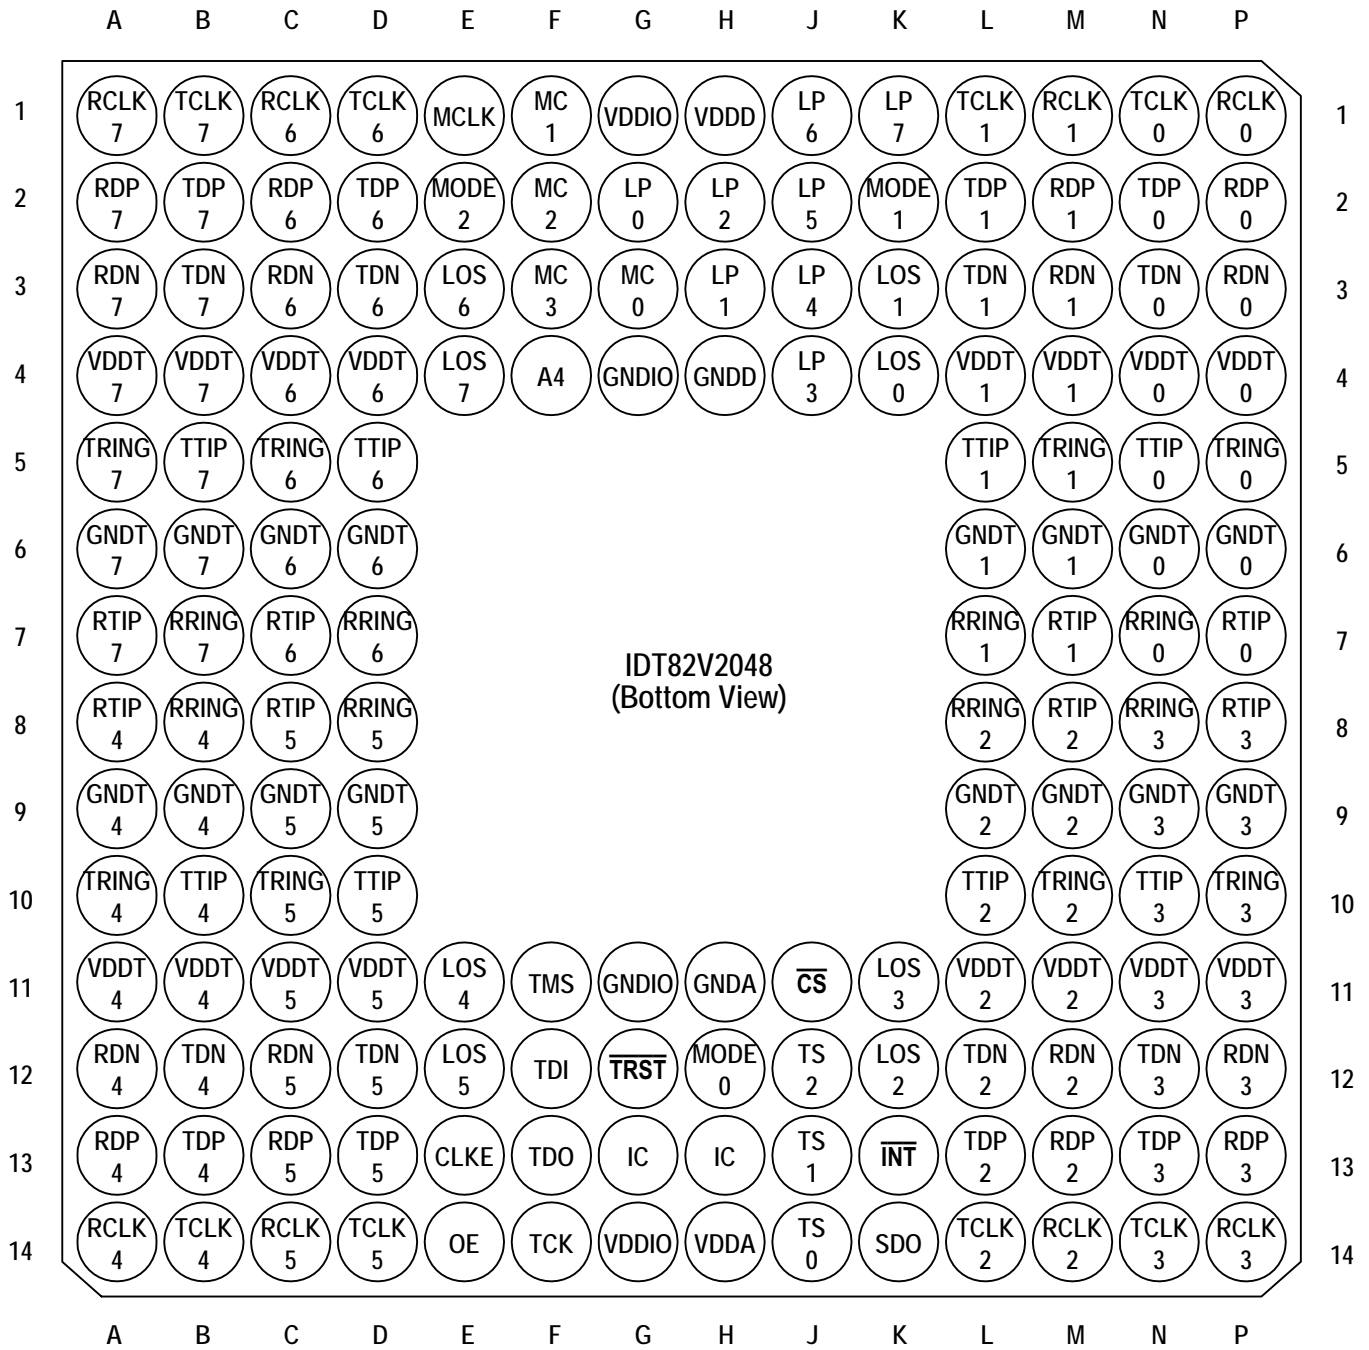 A B C D E F G H J K L M N P
1 RCLK TCLK RCLK TCLK MCLK MC VDDIO VDDD LP LP TCLK RCLK TCLK RCLK 1
7 7 6 6 1 6 7 1 1 0 0
2 RDP TDP RDP TDP MODE MC LP LP LP MODE TDP RDP TDP RDP 2
7 7 6 6 2 2 0 2 5 1 1 1 0 0
3 RDN TDN RDN TDN LOS MC MC LP LP LOS TDN RDN TDN RDN 3
7 7 6 6 6 3 0 1 4 1 1 1 0 0
4 VDDT VDDT VDDT VDDT LOS A4 GNDIO GNDD LP LOS VDDT VDDT VDDT VDDT 4
7 7 6 6 7 3 0 1 1 0 0
5 TRING TTIP TRING TTIP TTIP TRING TTIP TRING 5
7 7 6 6 1 1 0 0
6 GNDT GNDT GNDT GNDT GNDT GNDT GNDT GNDT 6
7 7 6 6 1 1 0 0
7 RTIP RRING RTIP RRING RRING RTIP RRING RTIP 7
7 7 6 6 1 1 0 0
IDT82V2048
(Bottom View)
8 RTIP RRING RTIP RRING RRING RTIP RRING RTIP 8
4 4 5 5 2 2 3 3
9 GNDT GNDT GNDT GNDT GNDT GNDT GNDT GNDT 9
4 4 5 5 2 2 3 3
10 TRING TTIP TRING TTIP TTIP TRING TTIP TRING 10
4 4 5 5 2 2 3 3
11 VDDT VDDT VDDT VDDT LOS TMS GNDIO GNDA CS LOS VDDT VDDT VDDT VDDT 11
4 4 5 5 4 3 2 2 3 3
12 RDN TDN RDN TDN LOS TDI TRST MODE TS LOS TDN RDN TDN RDN 12
4 4 5 5 5 0 2 2 2 2 3 3
13 RDP TDP RDP TDP CLKE TDO IC IC TS INT TDP RDP TDP RDP 13
4 4 5 5 1 2 2 3 3
14 RCLK TCLK RCLK TCLK OE TCK VDDIO VDDA TS SDO TCLK RCLK TCLK RCLK 14
4 4 5 5 0 2 2 3 3
A B C D E F G H J K L M N P